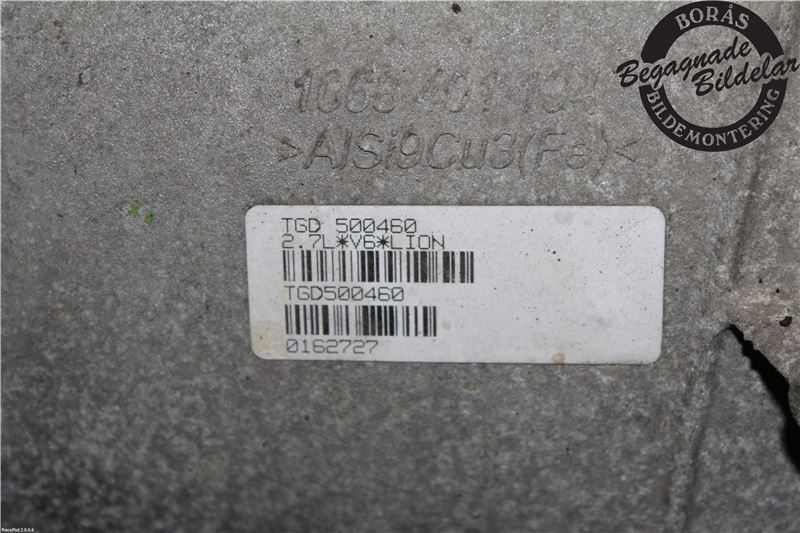 BORÅS
Begagnade
Bildelar
BILDEMONTERING
>AlSi9Cu3(Fe)<
TGD 500460
2.7L*V6*LION
TGD500460
0162727